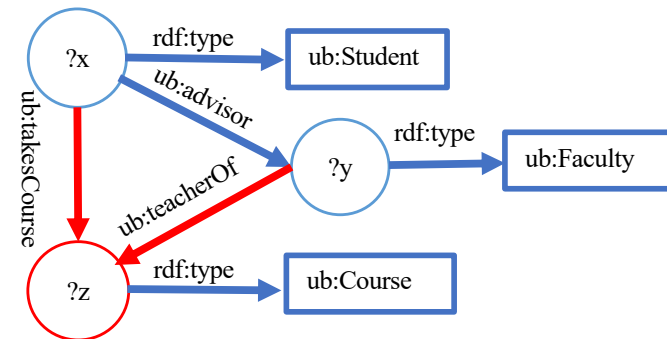 rdf:type
?x
ub:Student
ub:advisor
ub:takesCourse
rdf:type
?y
ub:Faculty
ub:teacherOf
rdf:type
?z
ub:Course